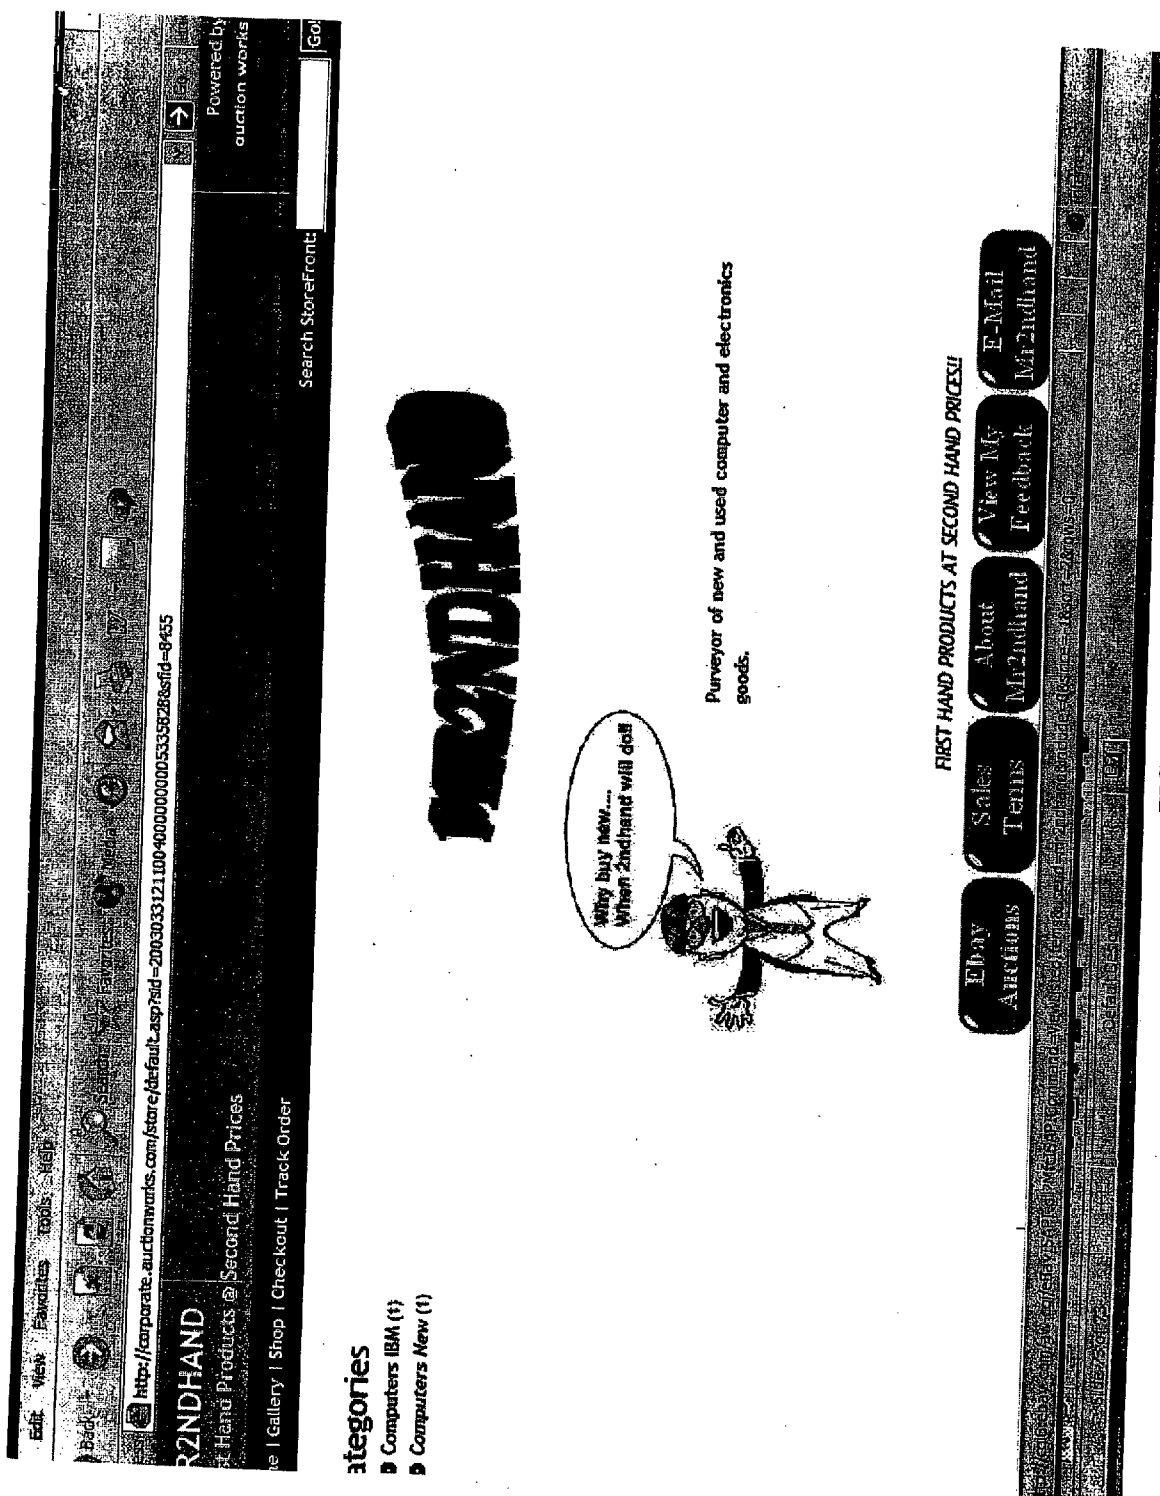 Edit View Favorites Tools Help
Back Search Favorites Media
http://corporate.auctionworks.com/store/default.asp?sid=2003033121100400000000053358288sfid=8455
R2NDHAND
Hand Products @ Second Hand Prices
Powered by
auction works
e | Gallery | Shop | Checkout | Track Order
Search StoreFront:
Go!
ategories
Computers IBM (1)
Computers New (1)
2NDHAND
Why buy new....
When 2ndhand will do!!
Purveyor of new and used computer and electronics
goods.
FIRST HAND PRODUCTS AT SECOND HAND PRICES!!
Ebay
Auctions
Sales
Terms
About
Mr2ndhand
View My
Feedback
E-Mail
Mr2ndhand